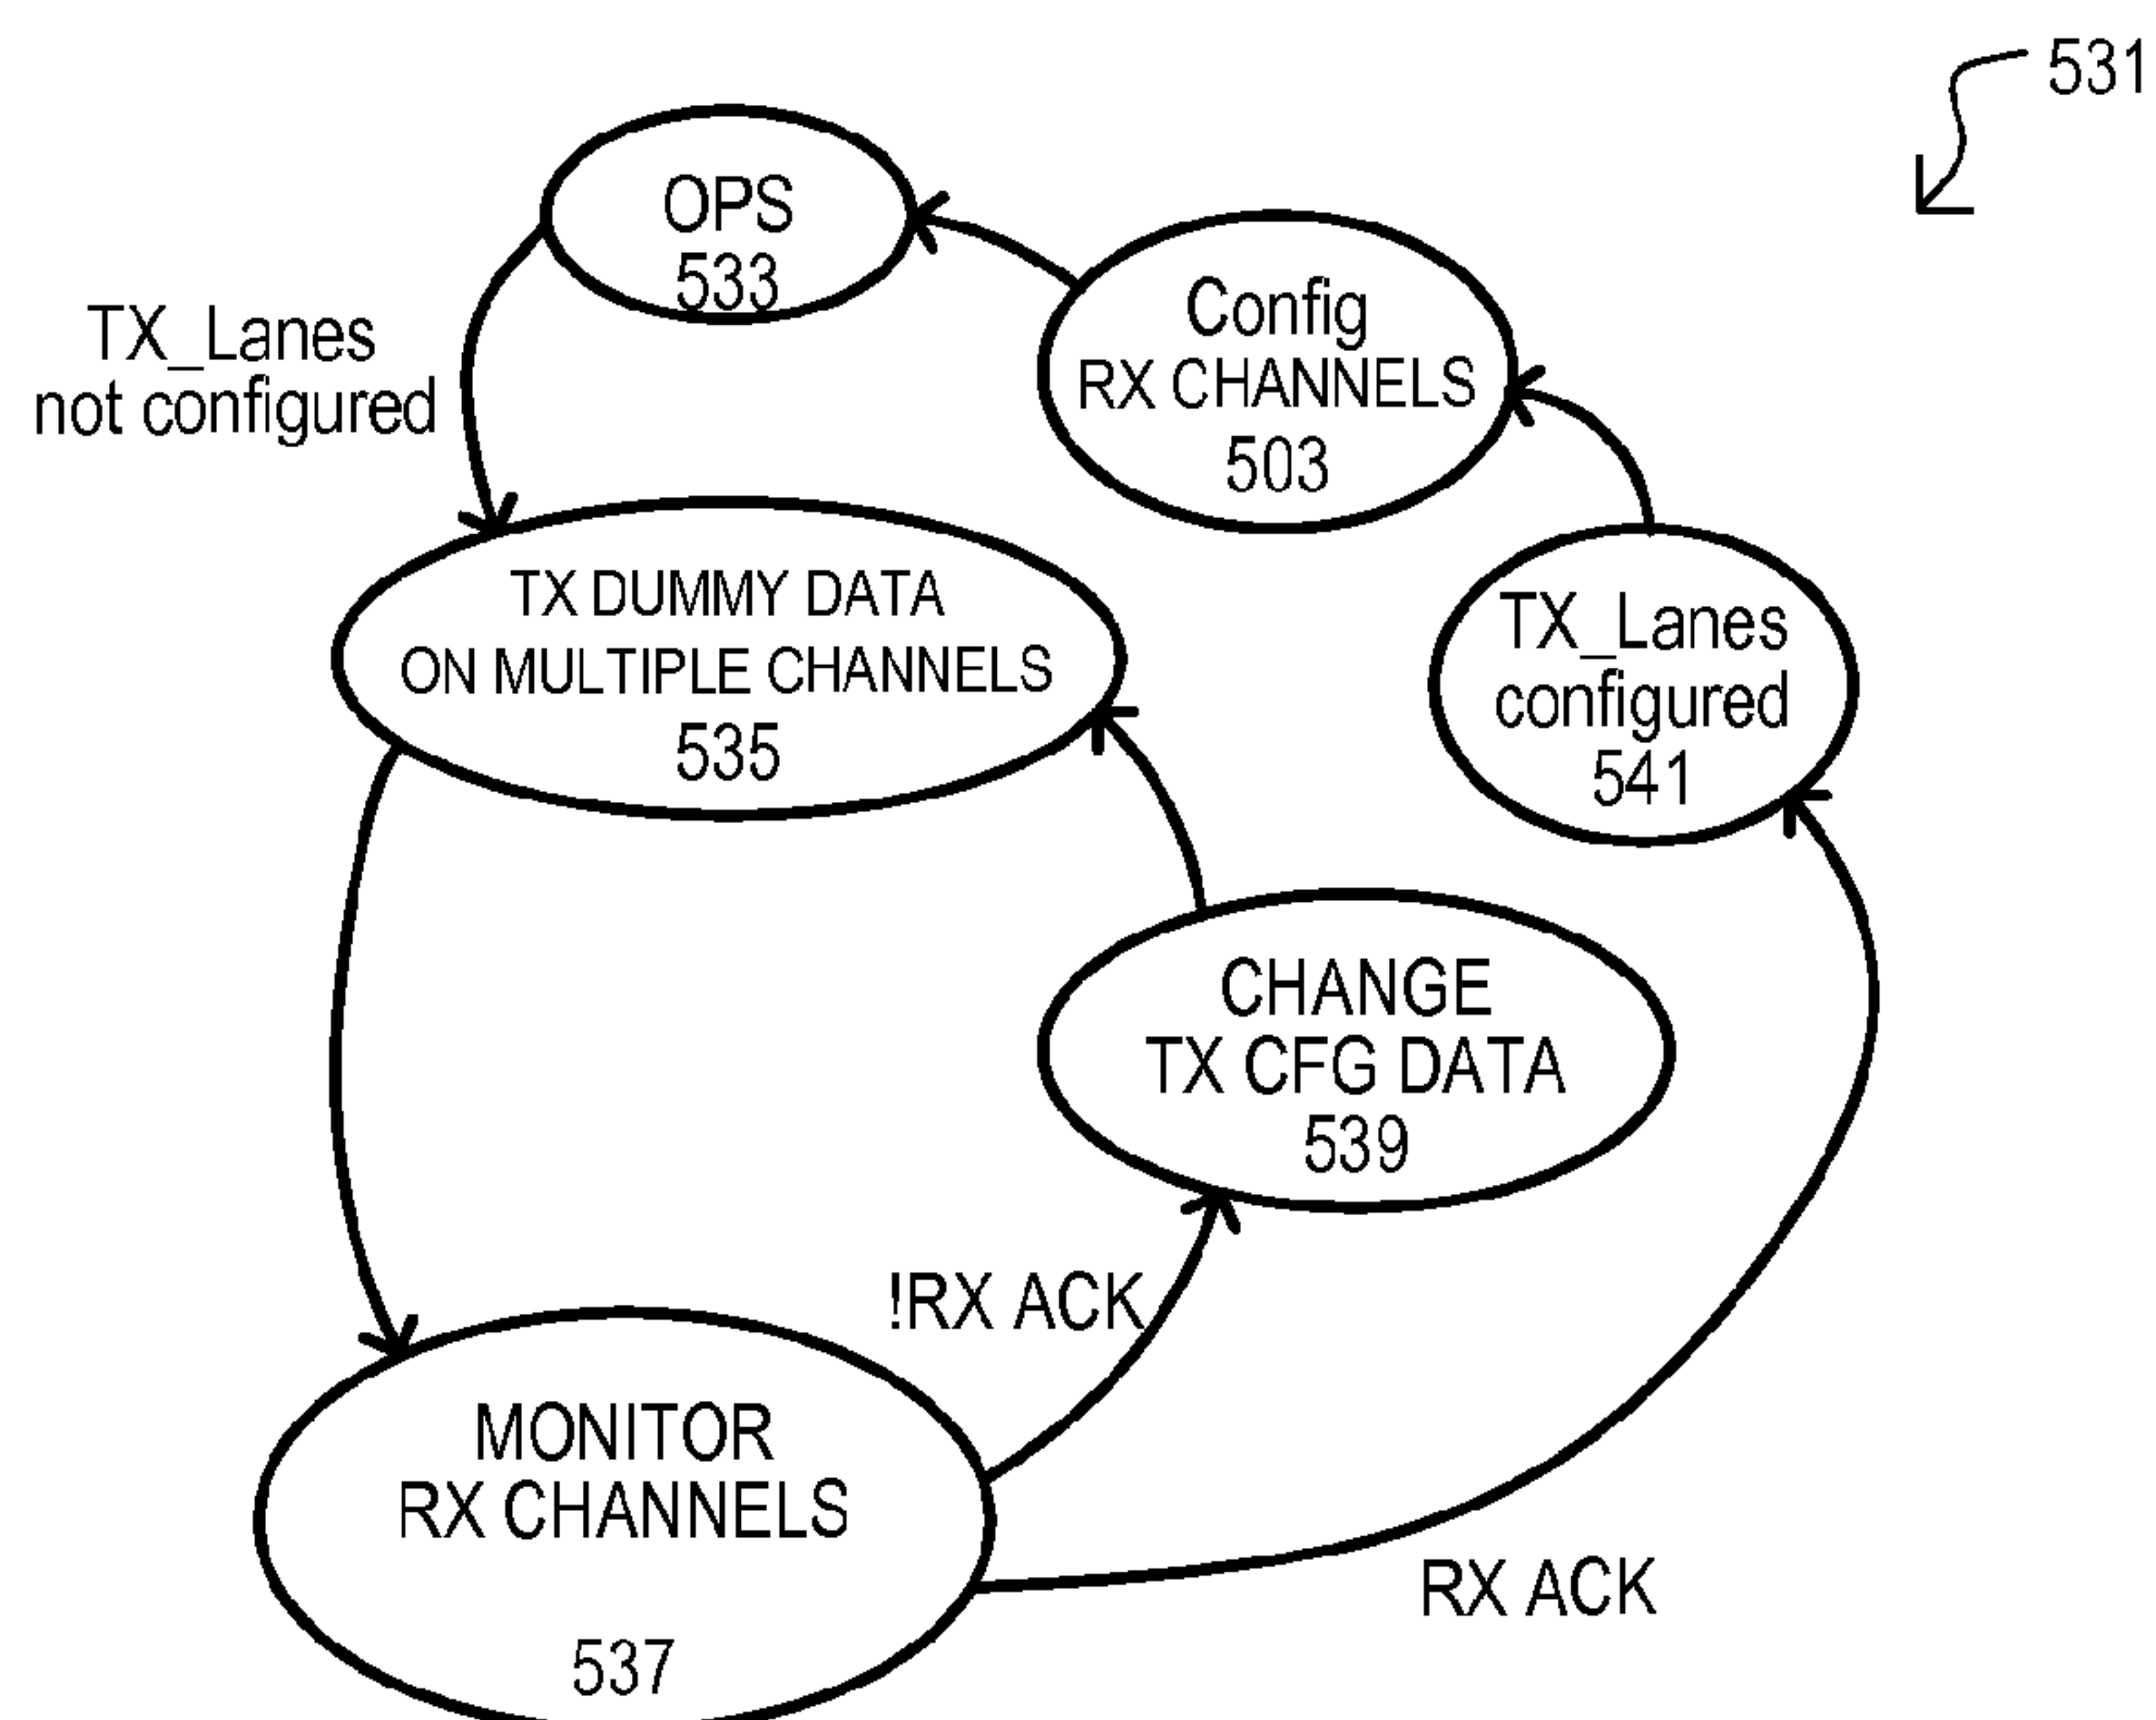 531
OPS
533
Config
RX CHANNELS
503
TX_Lanes
not configured
TX DUMMY DATA
ON MULTIPLE CHANNELS
535
TX_Lanes
configured
541
CHANGE
TX CFG DATA
539
!RX ACK
MONITOR
RX CHANNELS
537
RX ACK